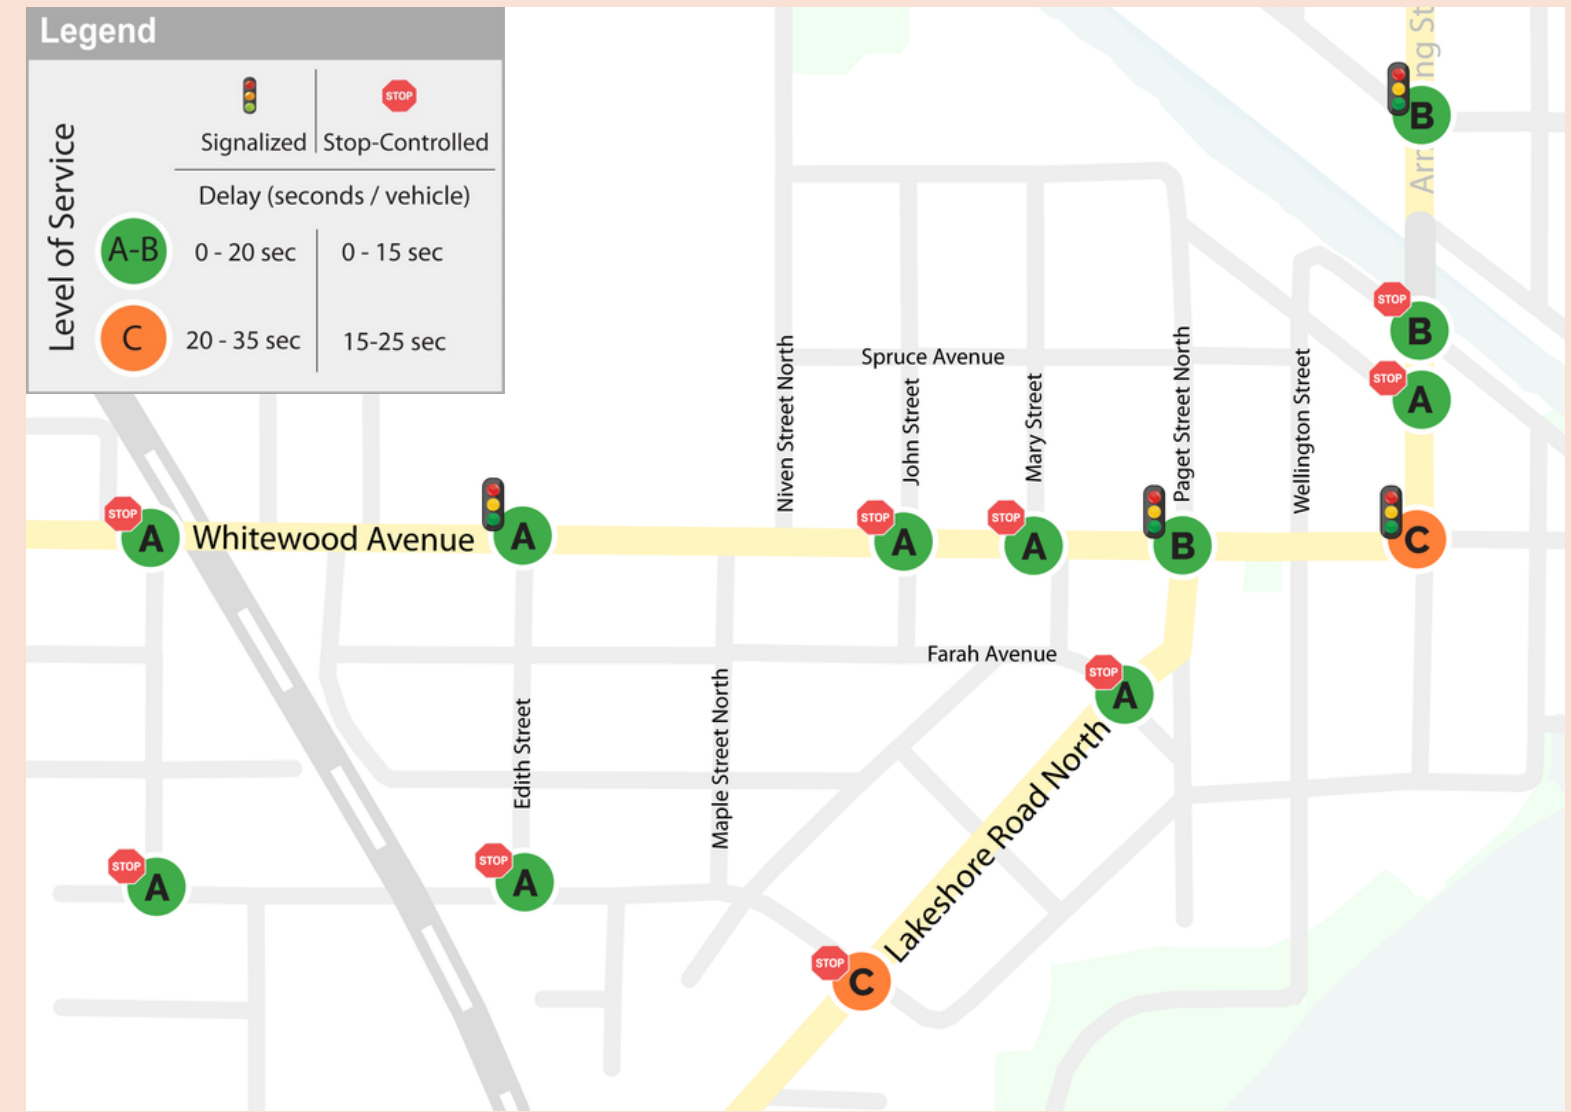 Legend
STOP
Signalized
Stop-Controlled
Delay (seconds / vehicle)
Level of Service
A-B
0 - 20 sec
0 - 15 sec
C
20 - 35 sec
15-25 sec
ng St
B
Arr
STOP
B
STOP
A
Spruce Avenue
Niven Street North
John Street
Mary Street
Paget Street North
Wellington Street
STOP
A
Whitewood Avenue
A
STOP
A
STOP
A
B
C
Farah Avenue
STOP
A
Edith Street
Maple Street North
Lakeshore Road North
STOP
A
STOP
A
STOP
C